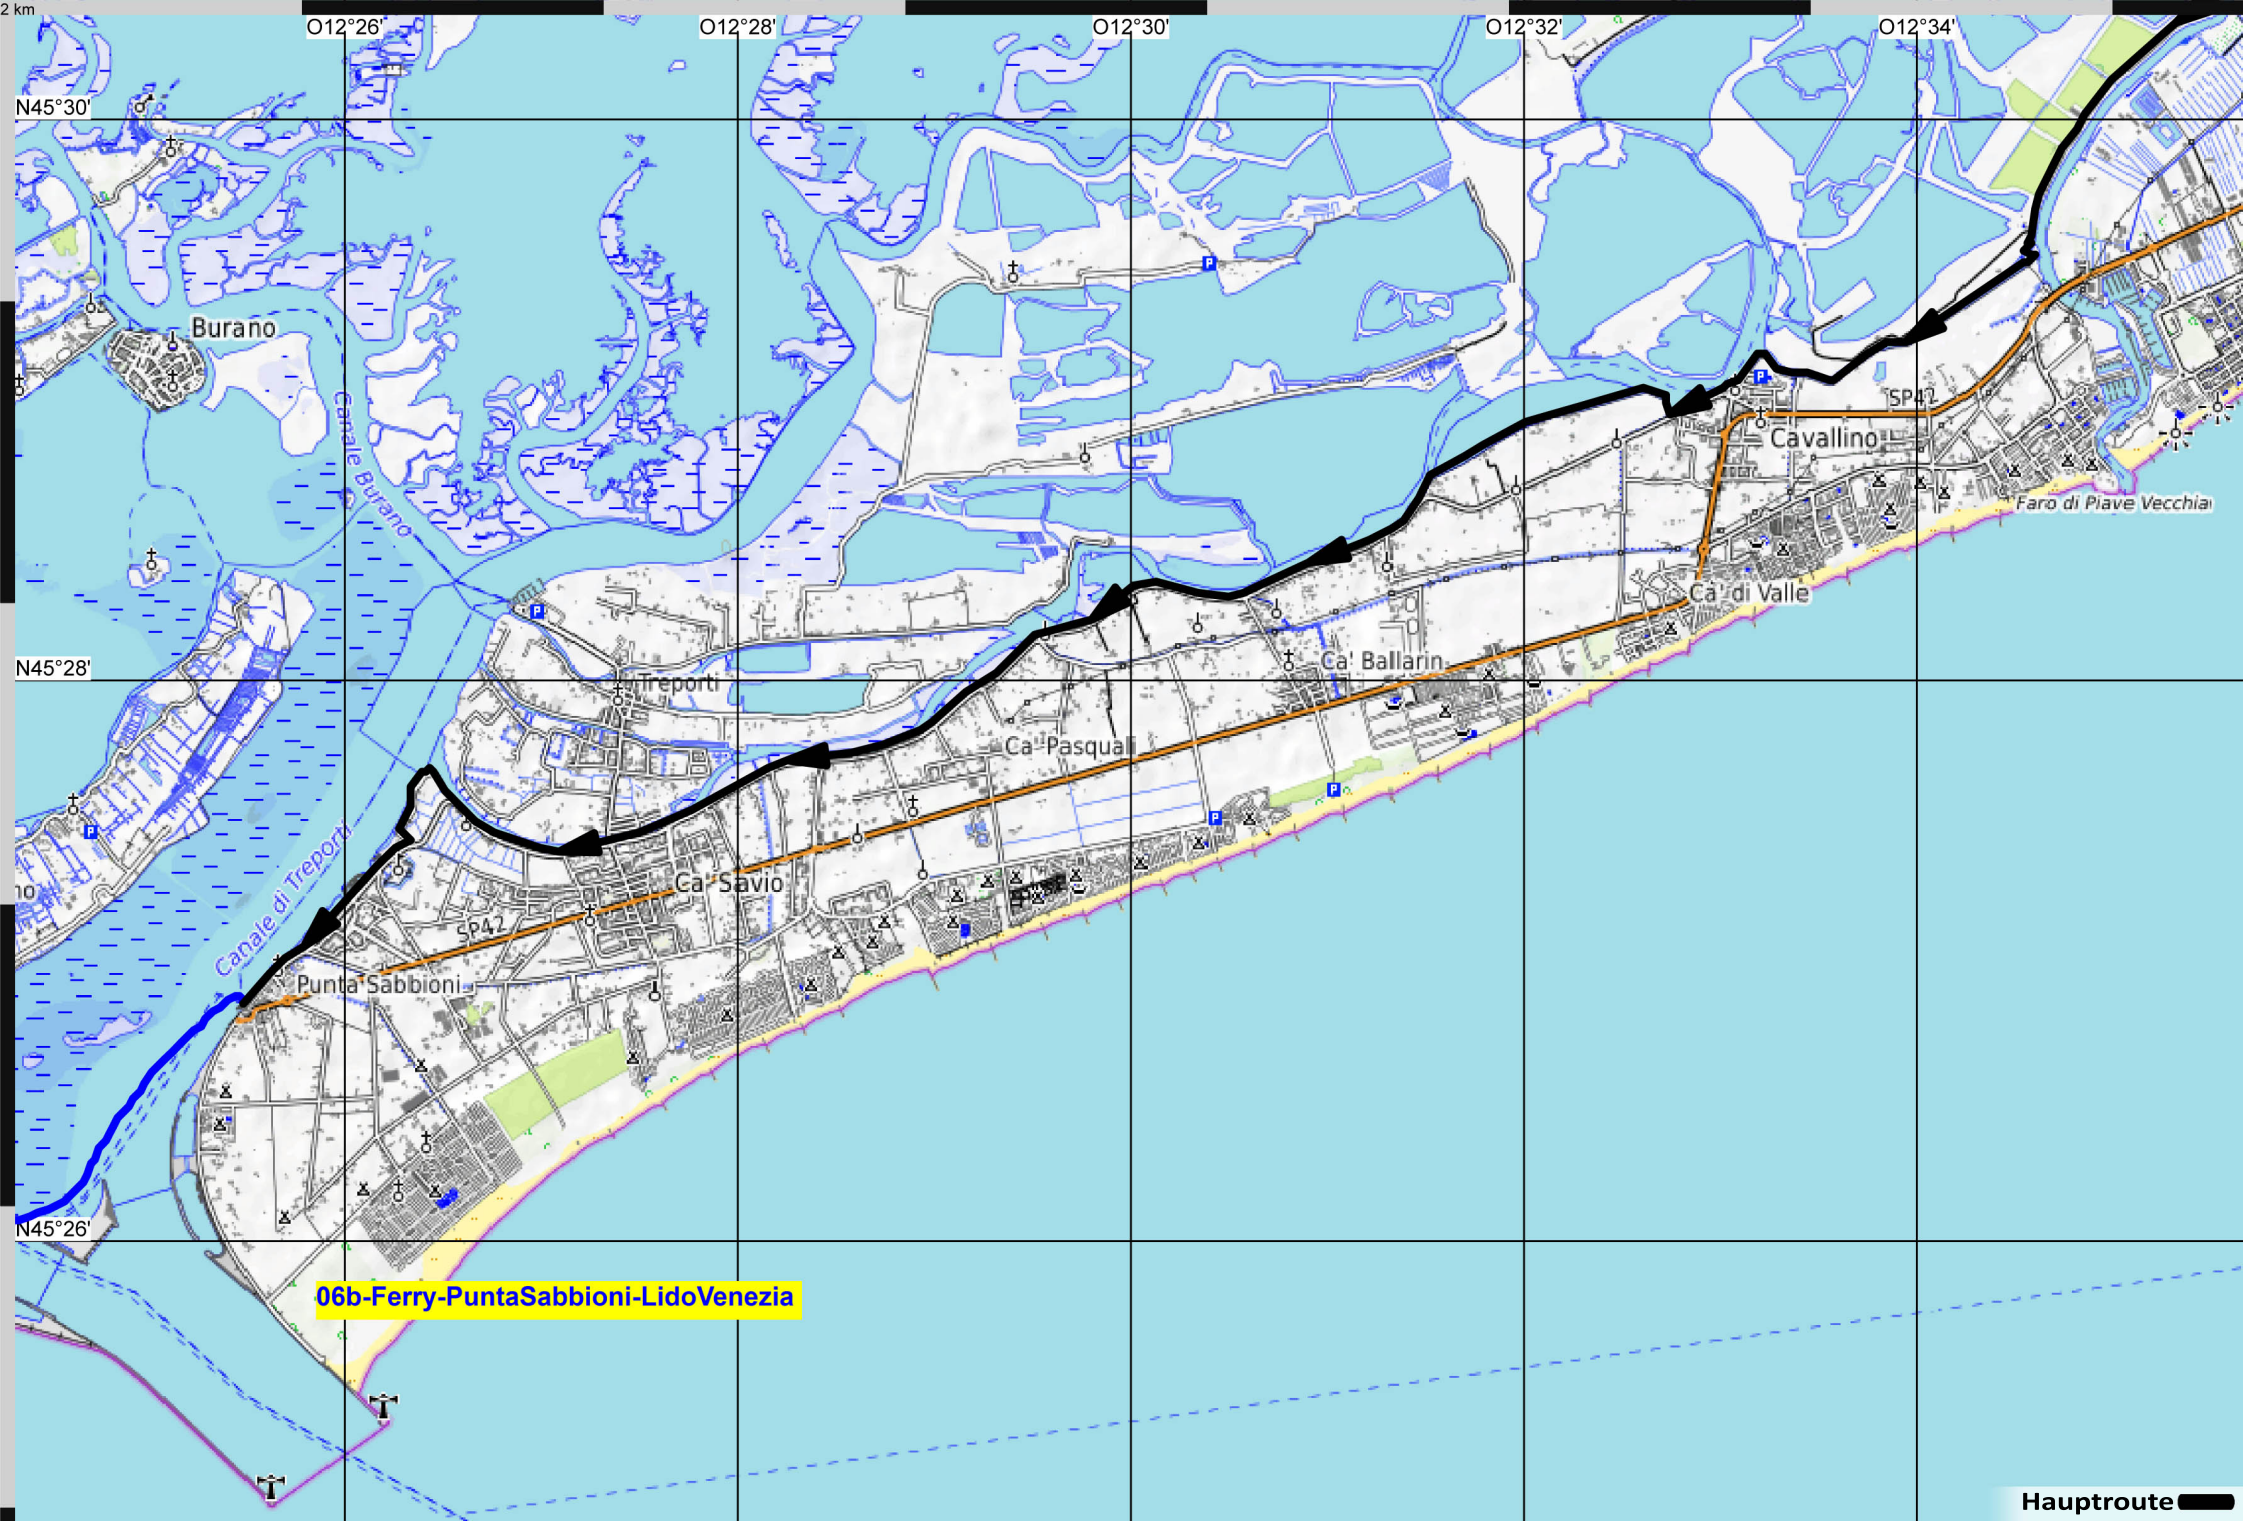 2 km
O12°26'
O12°28'
O12°30'
O12°32'
O12°34'
N45°30'
Burano
SP42
Canale Burano
Cavallino
Faro di Piave Vecchia
Ca' di Valle
N45°28'
Ca' Ballarin
Treporti
Ca' Pasquali
Canale di Treporti
Ca' Savio
no
SP42
Punta Sabbioni
N45°26'
06b-Ferry-PuntaSabbioni-LidoVenezia
Hauptroute